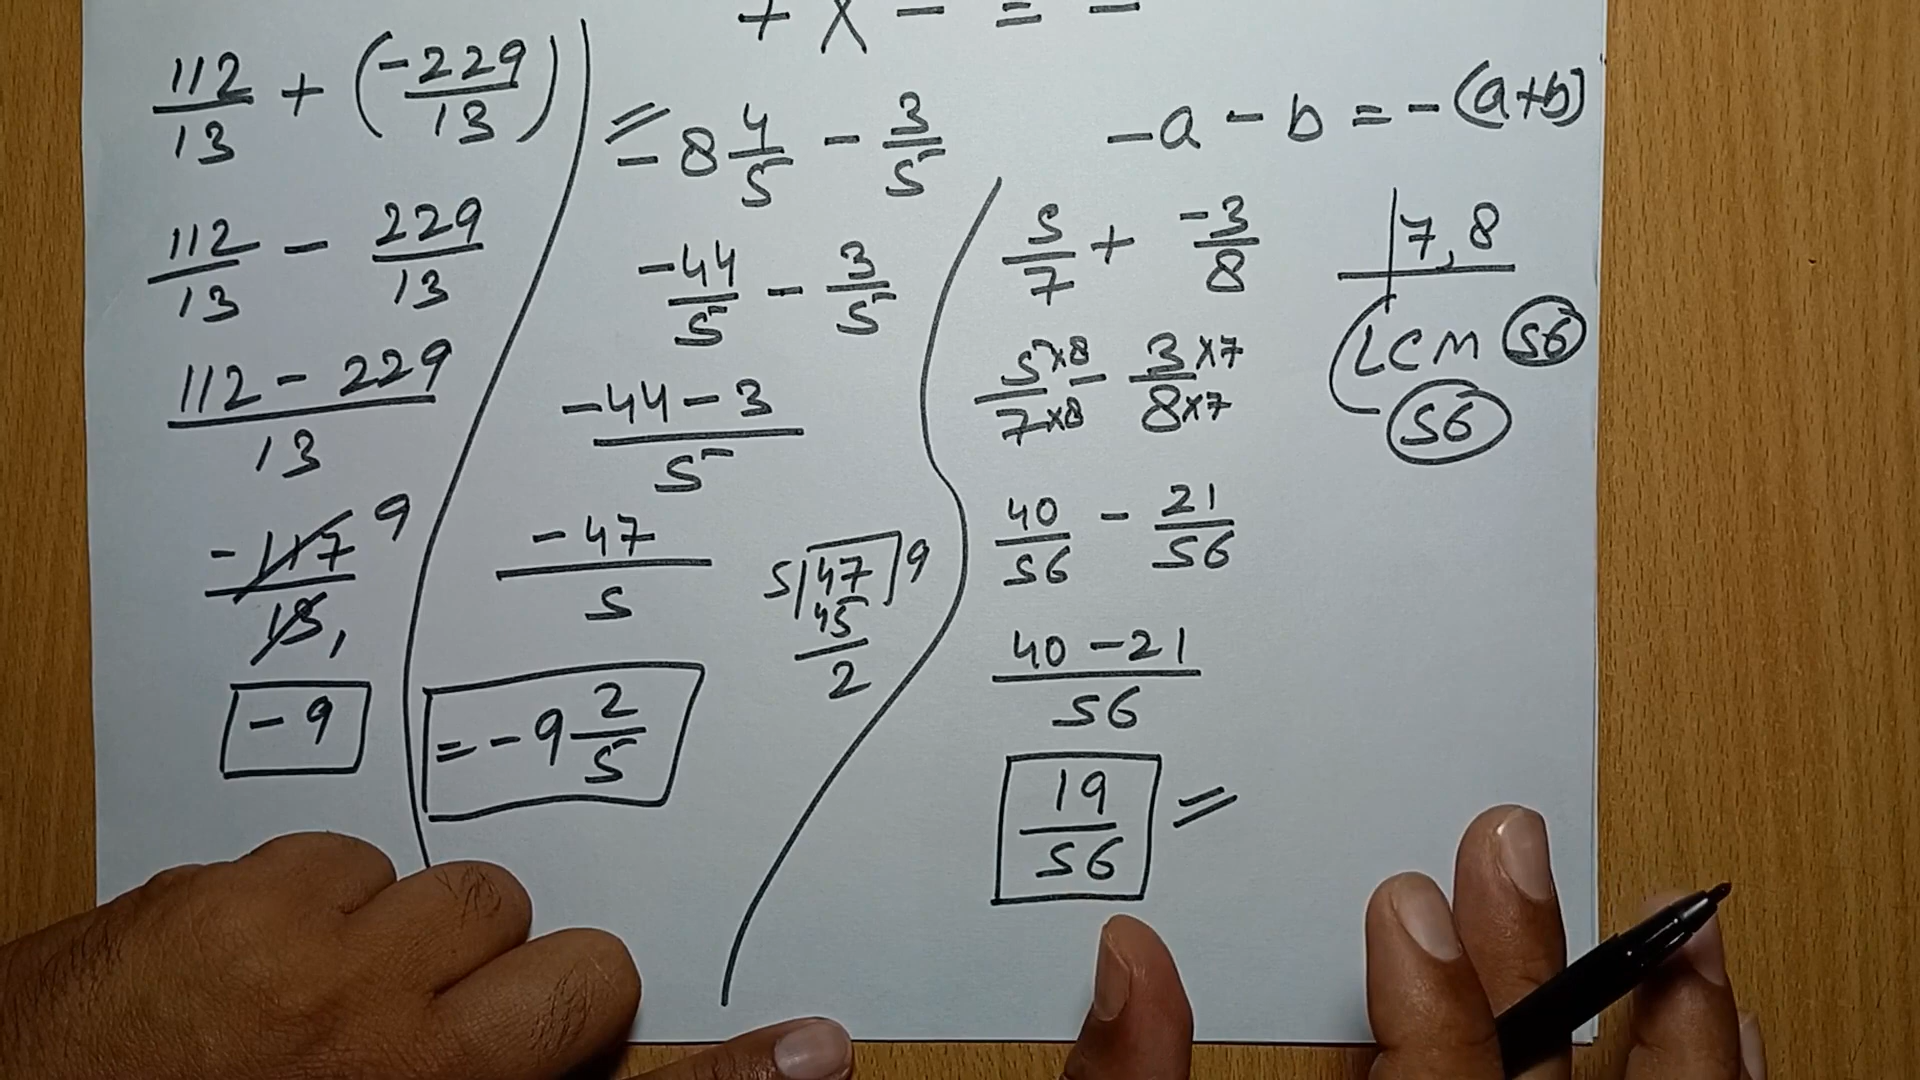 + × - = -
112/13 + (-229/13)
112/13 - 229/13
112 - 229/13
-117/13 9 1
-9
= -8 4/5 - 3/5
-44/5 - 3/5
-44-3/5
-47/5
5)47(9
45
2
= -9 2/5
-a - b = -(a+b)
5/7 + -3/8
5×8/7×8 - 3×7/8×7
40/56 - 21/56
40-21/56
19/56 =
7,8
LCM 56
56